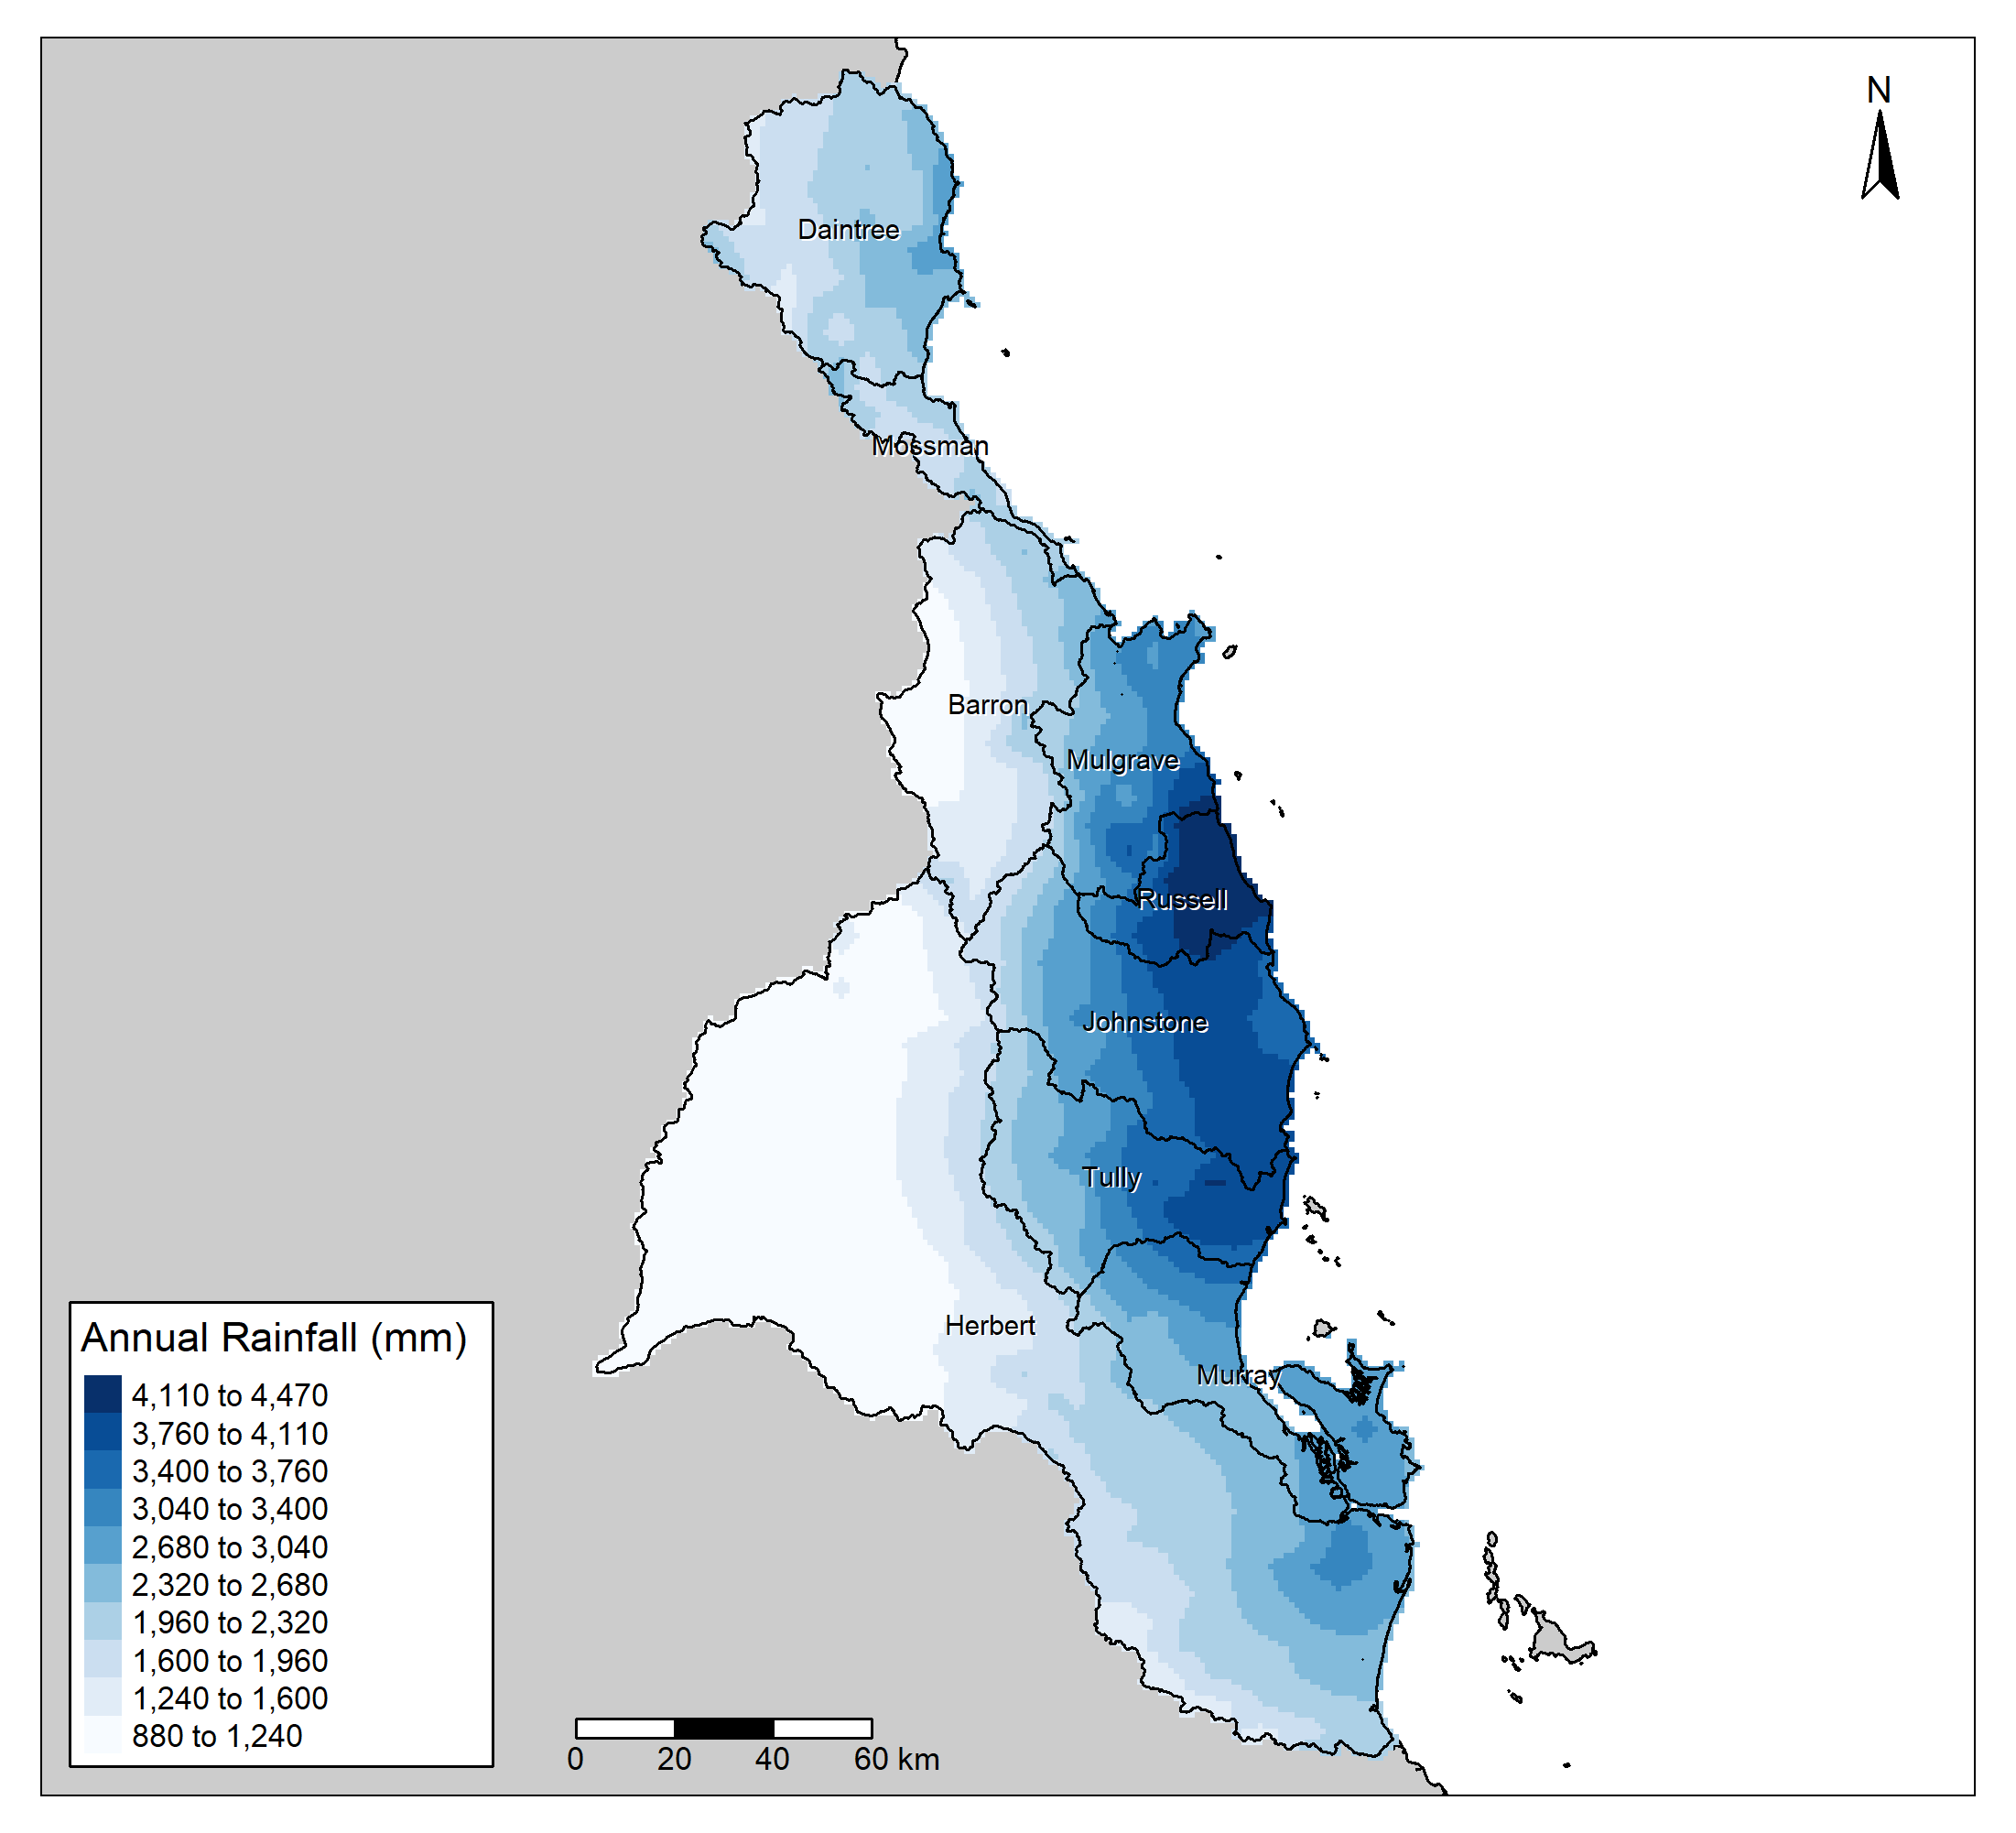 N
Daintree
Mossman
Barron
Mulgrave
Russell
Johnstone
Tully
Herbert
Murray
Annual Rainfall (mm)
4,110 to 4,470
3,760 to 4,110
3,400 to 3,760
3,040 to 3,400
2,680 to 3,040
2,320 to 2,680
1,960 to 2,320
1,600 to 1,960
1,240 to 1,600
880 to 1,240
0 20 40 60 km